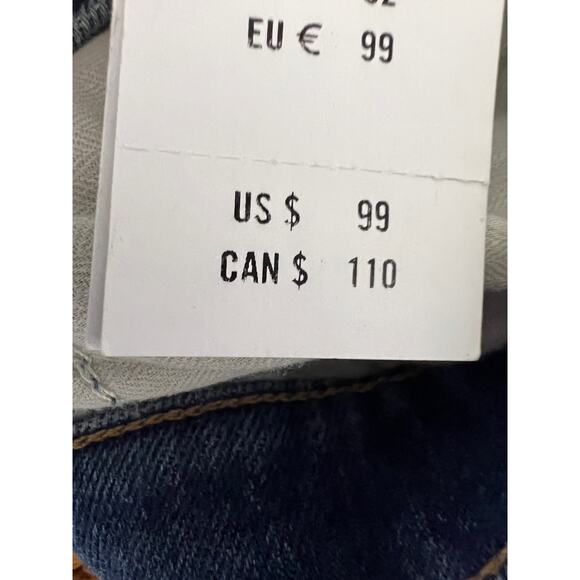 EU € 99
US $ 99
CAN $ 110